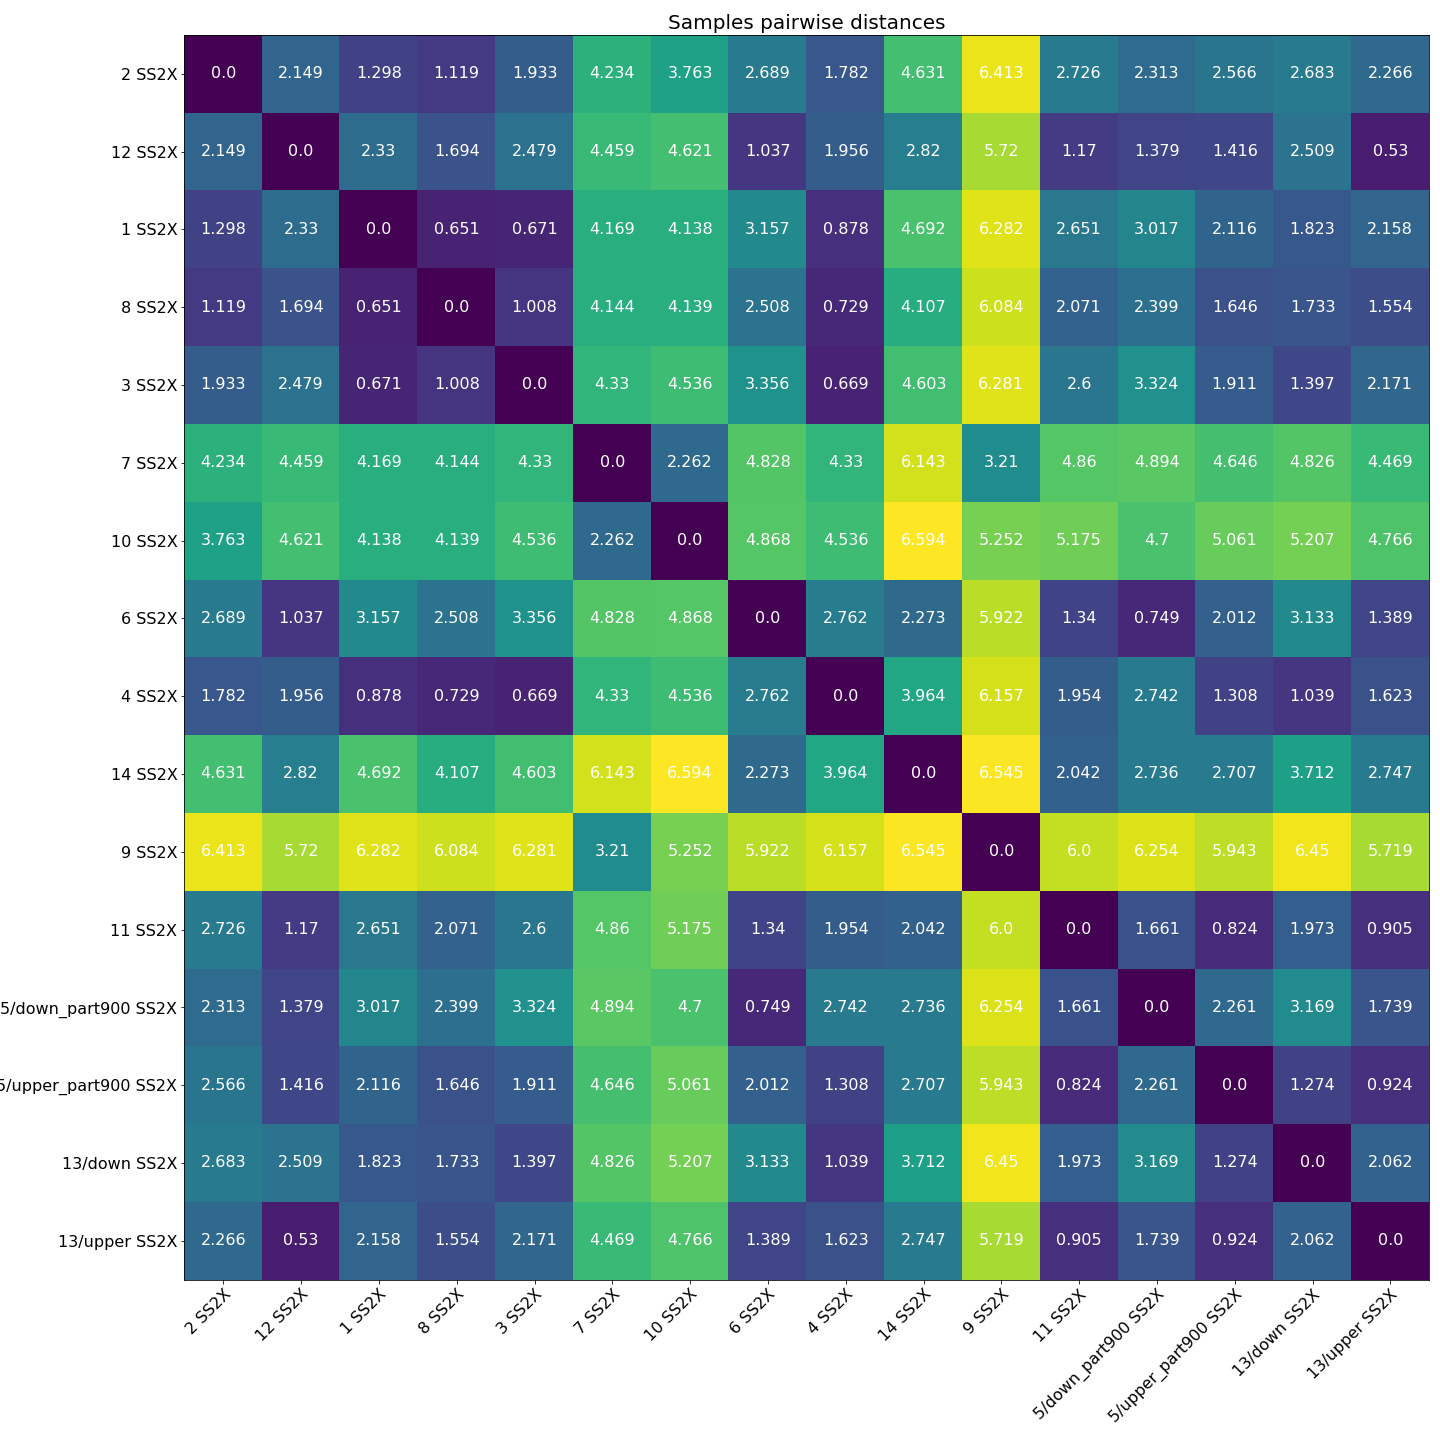 Samples pairwise distances
2 SS2X 0.0 2.149 1.298 1.119 1.933 4.234 3.763 2.689 1.782 4.631 6.413 2.726 2.313 2.566 2.683 2.266
12 SS2X 2.149 0.0 2.33 1.694 2.479 4.459 4.621 1.037 1.956 2.82 5.72 1.17 1.379 1.416 2.509 0.53
1 SS2X 1.298 2.33 0.0 0.651 0.671 4.169 4.138 3.157 0.878 4.692 6.282 2.651 3.017 2.116 1.823 2.158
8 SS2X 1.119 1.694 0.651 0.0 1.008 4.144 4.139 2.508 0.729 4.107 6.084 2.071 2.399 1.646 1.733 1.554
3 SS2X 1.933 2.479 0.671 1.008 0.0 4.33 4.536 3.356 0.669 4.603 6.281 2.6 3.324 1.911 1.397 2.171
7 SS2X 4.234 4.459 4.169 4.144 4.33 0.0 2.262 4.828 4.33 6.143 3.21 4.86 4.894 4.646 4.826 4.469
10 SS2X 3.763 4.621 4.138 4.139 4.536 2.262 0.0 4.868 4.536 6.594 5.252 5.175 4.7 5.061 5.207 4.766
6 SS2X 2.689 1.037 3.157 2.508 3.356 4.828 4.868 0.0 2.762 2.273 5.922 1.34 0.749 2.012 3.133 1.389
4 SS2X 1.782 1.956 0.878 0.729 0.669 4.33 4.536 2.762 0.0 3.964 6.157 1.954 2.742 1.308 1.039 1.623
14 SS2X 4.631 2.82 4.692 4.107 4.603 6.143 6.594 2.273 3.964 0.0 6.545 2.042 2.736 2.707 3.712 2.747
9 SS2X 6.413 5.72 6.282 6.084 6.281 3.21 5.252 5.922 6.157 6.545 0.0 6.0 6.254 5.943 6.45 5.719
11 SS2X 2.726 1.17 2.651 2.071 2.6 4.86 5.175 1.34 1.954 2.042 6.0 0.0 1.661 0.824 1.973 0.905
5/down_part900 SS2X 2.313 1.379 3.017 2.399 3.324 4.894 4.7 0.749 2.742 2.736 6.254 1.661 0.0 2.261 3.169 1.739
5/upper_part900 SS2X 2.566 1.416 2.116 1.646 1.911 4.646 5.061 2.012 1.308 2.707 5.943 0.824 2.261 0.0 1.274 0.924
13/down SS2X 2.683 2.509 1.823 1.733 1.397 4.826 5.207 3.133 1.039 3.712 6.45 1.973 3.169 1.274 0.0 2.062
13/upper SS2X 2.266 0.53 2.158 1.554 2.171 4.469 4.766 1.389 1.623 2.747 5.719 0.905 1.739 0.924 2.062 0.0
2 SS2X 12 SS2X 1 SS2X 8 SS2X 3 SS2X 7 SS2X 10 SS2X 6 SS2X 4 SS2X 14 SS2X 9 SS2X 11 SS2X 5/down_part900 SS2X 5/upper_part900 SS2X 13/down SS2X 13/upper SS2X